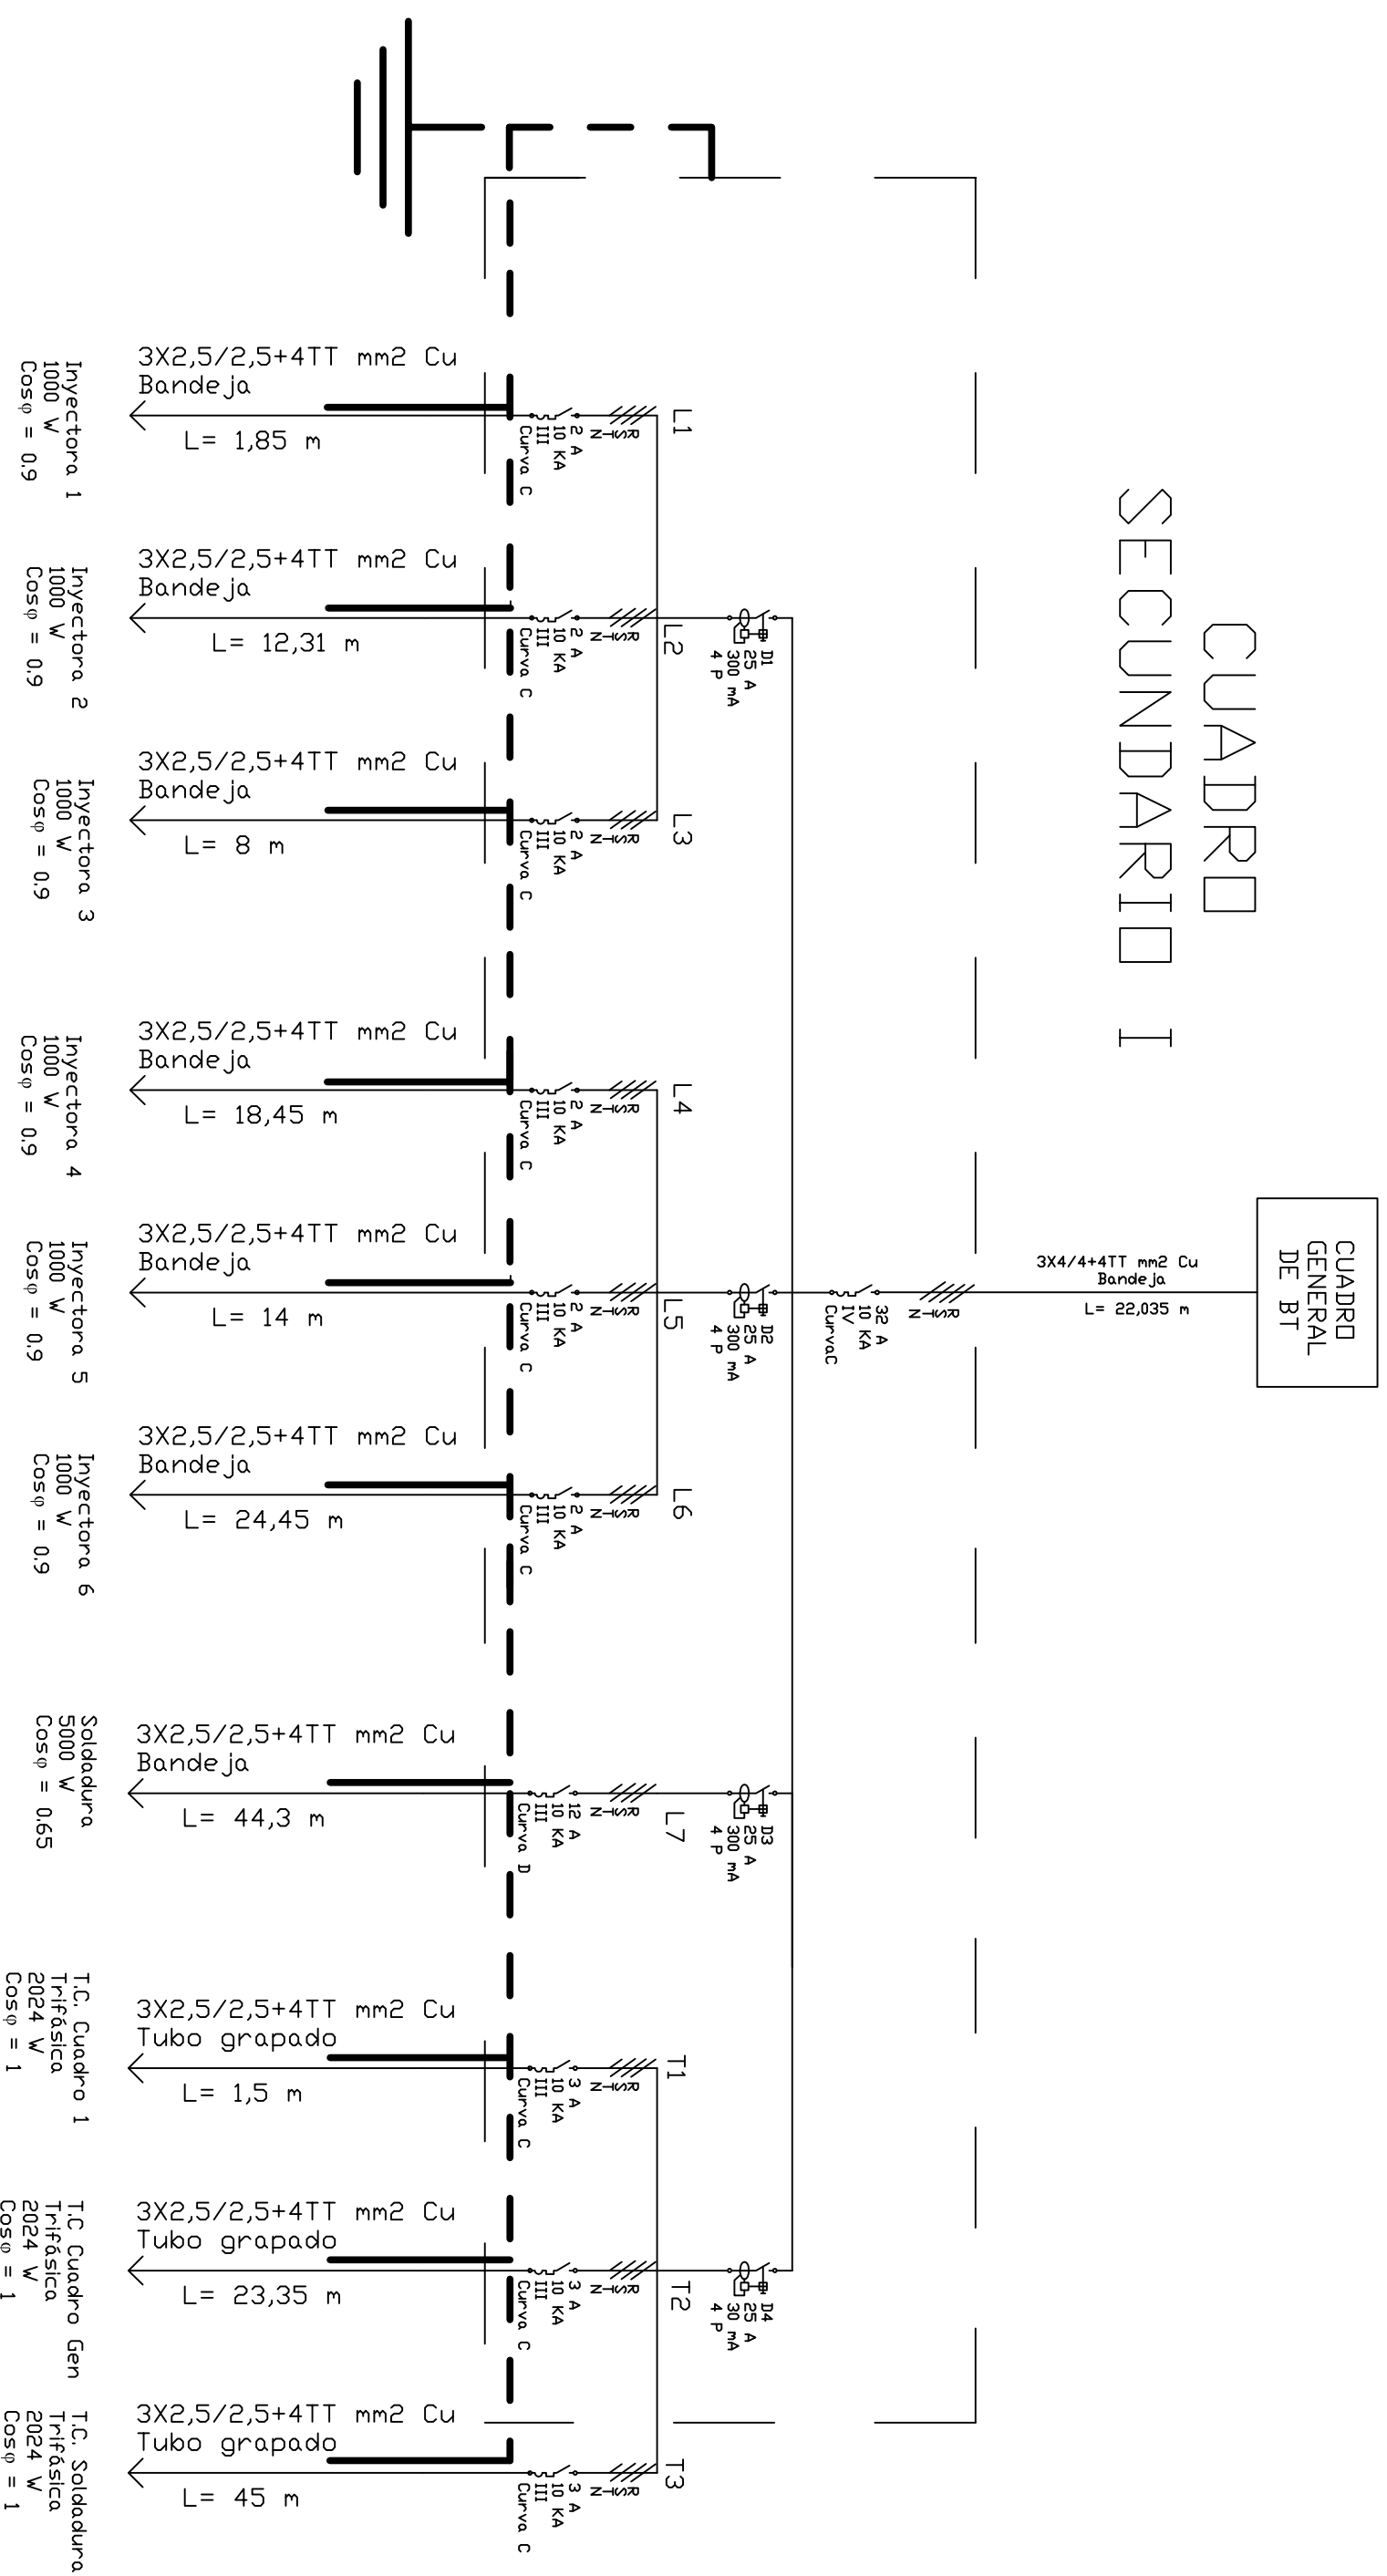 CUADRO
SECUNDARIO I
CUADRO
GENERAL
DE BT
3X4/4+4TT mm2 Cu
Bandeja
L= 22,035 m
RST
N
32 A
10 KA
IV
CurvaC
D1
25 A
300 mA
4 P
D2
25 A
300 mA
4 P
D3
25 A
300 mA
4 P
D4
25 A
30 mA
4 P
L1
RST
N
2 A
10 KA
III
Curva C
3X2,5/2,5+4TT mm2 Cu
Bandeja
L= 1,85 m
Inyectora 1
1000 W
Cosφ = 0.9
L2
RST
N
2 A
10 KA
III
Curva C
3X2,5/2,5+4TT mm2 Cu
Bandeja
L= 12,31 m
Inyectora 2
1000 W
Cosφ = 0.9
L3
RST
N
2 A
10 KA
III
Curva C
3X2,5/2,5+4TT mm2 Cu
Bandeja
L= 8 m
Inyectora 3
1000 W
Cosφ = 0.9
L4
RST
N
2 A
10 KA
III
Curva C
3X2,5/2,5+4TT mm2 Cu
Bandeja
L= 18,45 m
Inyectora 4
1000 W
Cosφ = 0.9
L5
RST
N
2 A
10 KA
III
Curva C
3X2,5/2,5+4TT mm2 Cu
Bandeja
L= 14 m
Inyectora 5
1000 W
Cosφ = 0.9
L6
RST
N
2 A
10 KA
III
Curva C
3X2,5/2,5+4TT mm2 Cu
Bandeja
L= 24,45 m
Inyectora 6
1000 W
Cosφ = 0.9
L7
RST
N
12 A
10 KA
III
Curva D
3X2,5/2,5+4TT mm2 Cu
Bandeja
L= 44,3 m
Soldadura
5000 W
Cosφ = 0.65
T1
RST
N
3 A
10 KA
III
Curva C
3X2,5/2,5+4TT mm2 Cu
Tubo grapado
L= 1,5 m
T.C. Cuadro 1
Trifásica
2024 W
Cosφ = 1
T2
RST
N
3 A
10 KA
III
Curva C
3X2,5/2,5+4TT mm2 Cu
Tubo grapado
L= 23,35 m
T.C Cuadro Gen
Trifásica
2024 W
Cosφ = 1
T3
RST
N
3 A
10 KA
III
Curva C
3X2,5/2,5+4TT mm2 Cu
Tubo grapado
L= 45 m
T.C. Soldadura
Trifásica
2024 W
Cosφ = 1